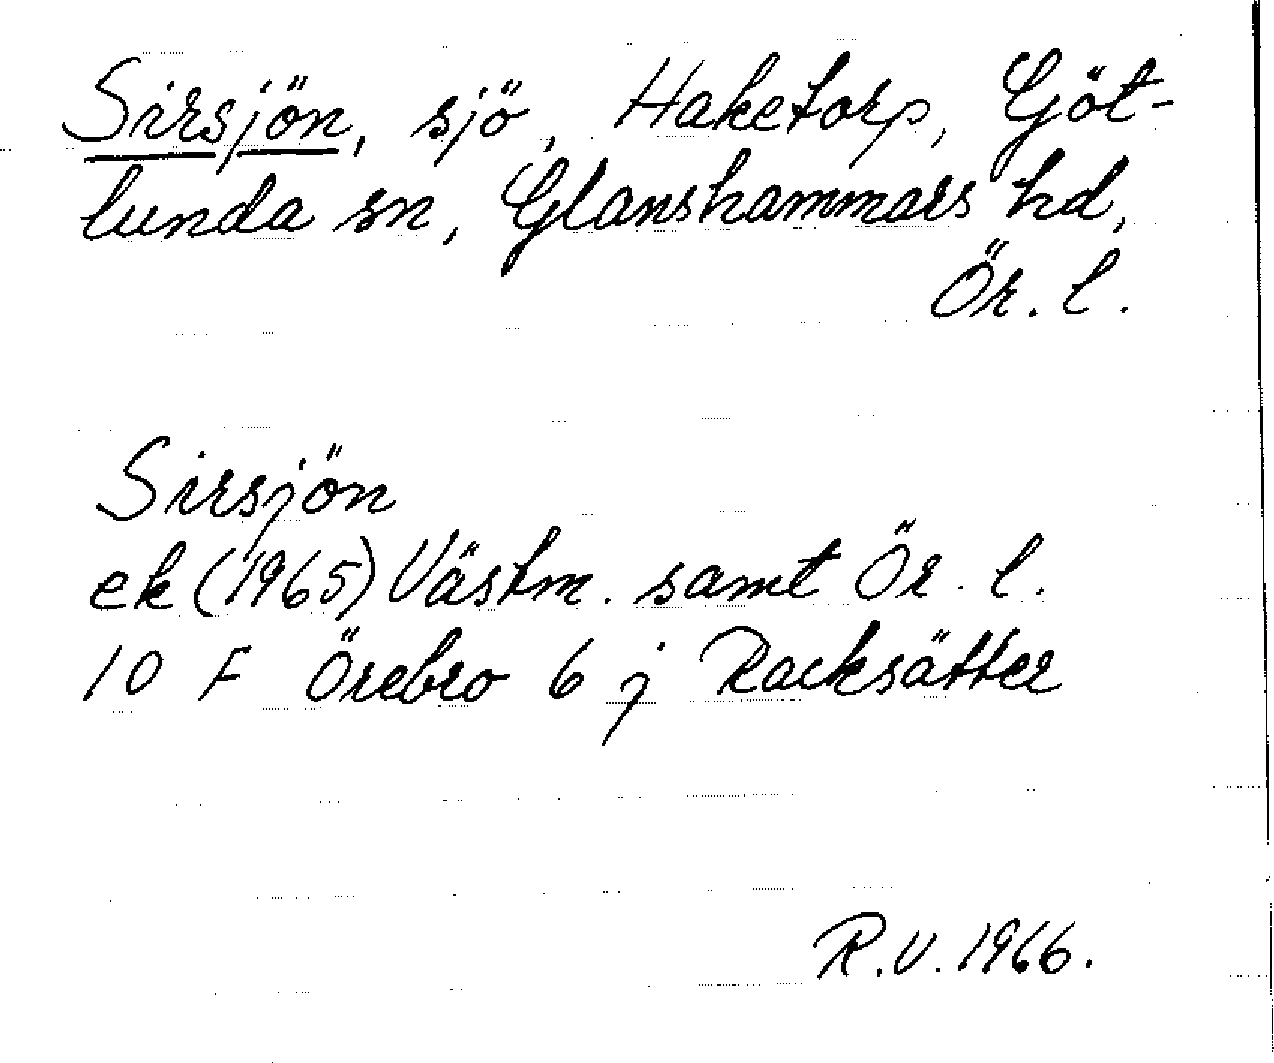 Sirsjön, sjö, Haketorp, Göt-
lunda sn, Glanshammars hd,
Ör. l.
Sirsjön
ek (1965) Västm. samt Ör. l.
10 F Örebro 6 j Racksätter
R.V. 1966.